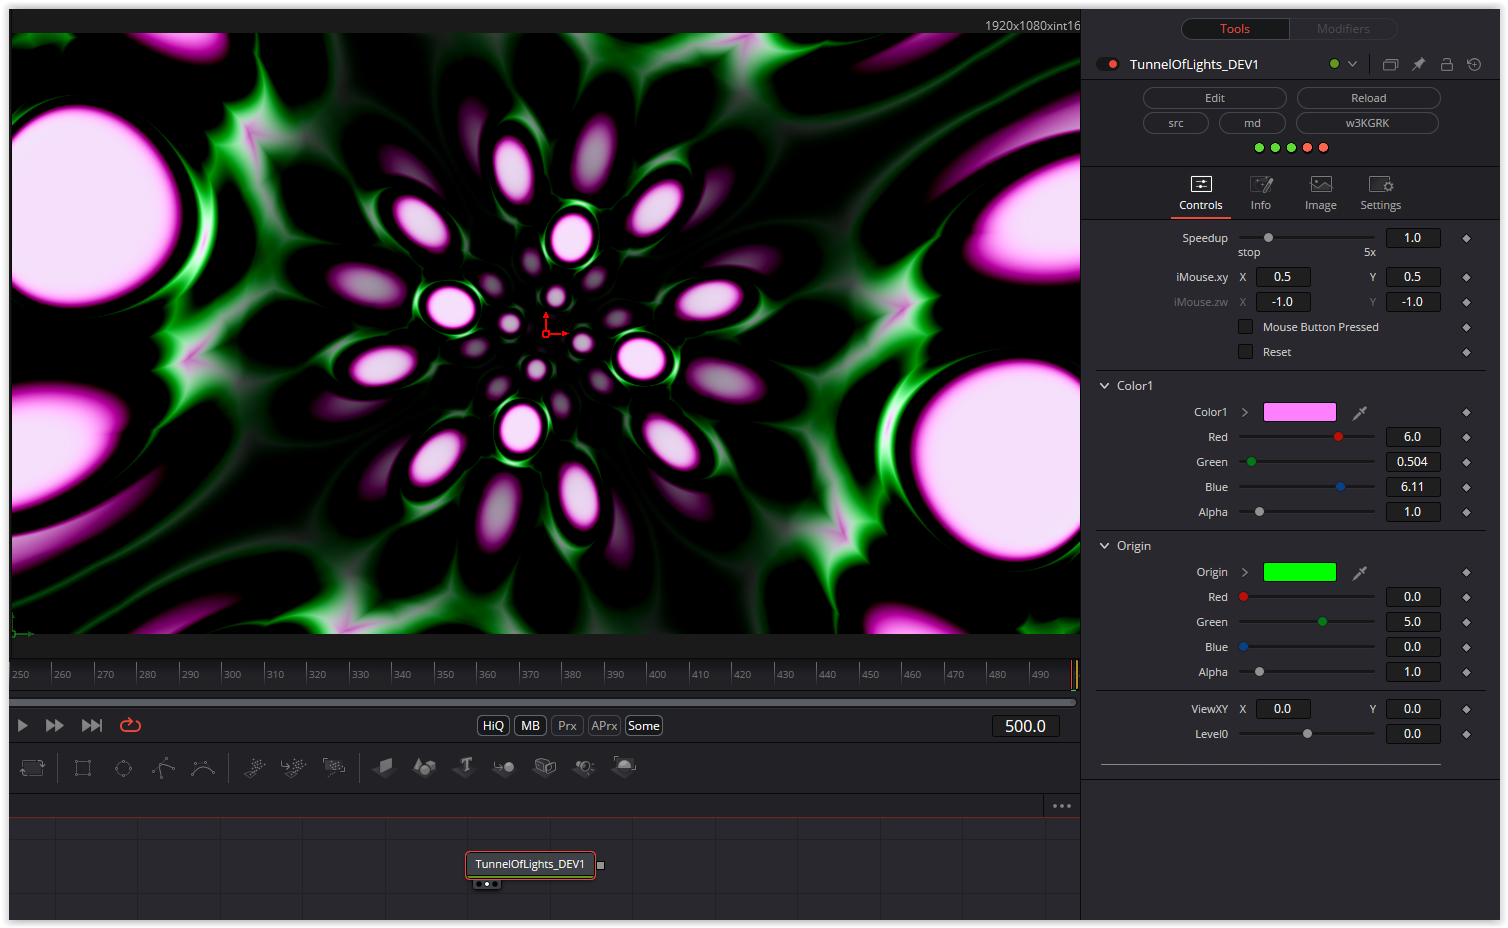 1920x1080xint16
250 260 270 280 290 300 310 320 330 340 350 360 370 380 390 400 410 420 430 440 450 460 470 480 490
HiQ MB Prx APrx Some 500.0
T
TunnelOfLights_DEV1
Tools Modifiers
TunnelOfLights_DEV1
Edit Reload
src md w3KGRK
Controls Info Image Settings
Speedup 1.0
stop 5x
iMouse.xy X 0.5 Y 0.5
iMouse.zw X -1.0 Y -1.0
Mouse Button Pressed
Reset
Color1
Color1
Red 6.0
Green 0.504
Blue 6.11
Alpha 1.0
Origin
Origin
Red 0.0
Green 5.0
Blue 0.0
Alpha 1.0
ViewXY X 0.0 Y 0.0
Level0 0.0